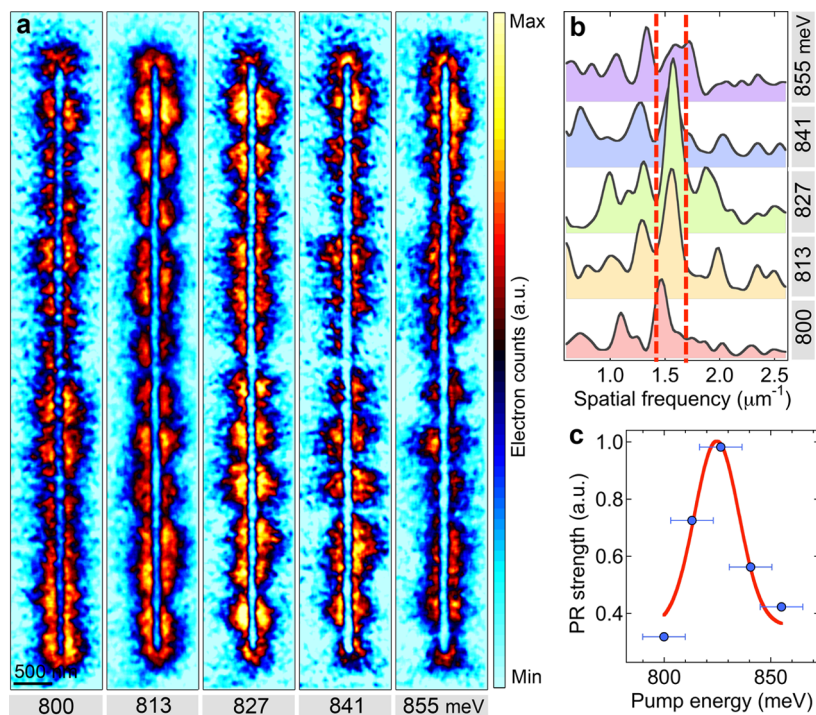 a
Max
Electron counts (a.u.)
Min
500 nm
800
813
827
841
855 meV
b
855 meV
841
827
813
800
1.0
1.5
2.0
2.5
Spatial frequency (μm⁻¹)
c
1.0
0.8
0.6
0.4
PR strength (a.u.)
800
850
Pump energy (meV)